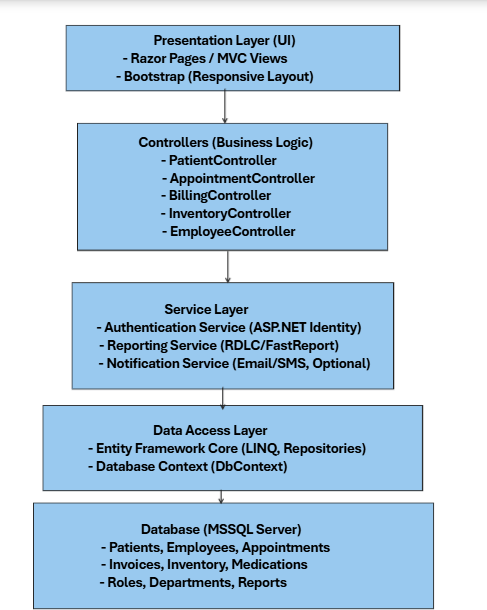 Presentation Layer (UI)
- Razor Pages / MVC Views
- Bootstrap (Responsive Layout)
Controllers (Business Logic)
- PatientController
- AppointmentController
- BillingController
- InventoryController
- EmployeeController
Service Layer
- Authentication Service (ASP.NET Identity)
- Reporting Service (RDLC/FastReport)
- Notification Service (Email/SMS, Optional)
Data Access Layer
- Entity Framework Core (LINQ, Repositories)
- Database Context (DbContext)
Database (MSSQL Server)
- Patients, Employees, Appointments
- Invoices, Inventory, Medications
- Roles, Departments, Reports